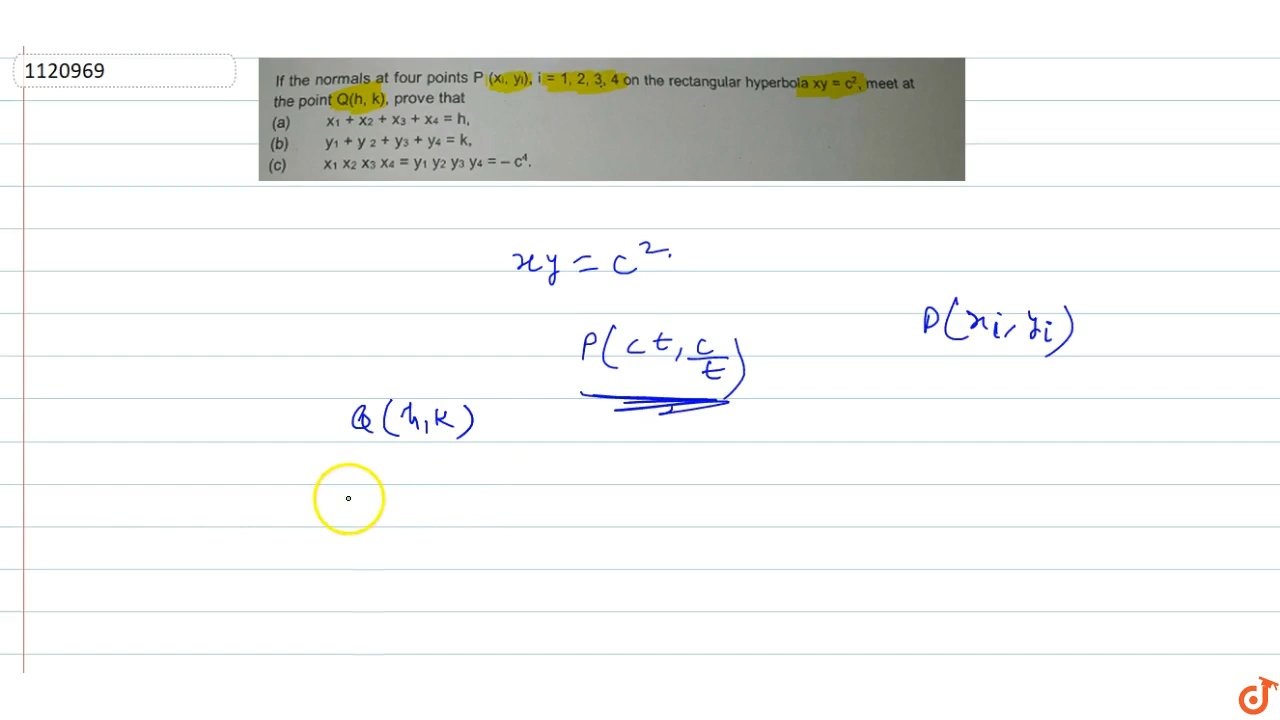 1120969
If the normals at four points P (xᵢ, yᵢ), i = 1, 2, 3, 4 on the rectangular hyperbola xy = c², meet at
the point Q(h, k), prove that
(a) x₁ + x₂ + x₃ + x₄ = h,
(b) y₁ + y ₂ + y₃ + y₄ = k,
(c) x₁ x₂ x₃ x₄ = y₁ y₂ y₃ y₄ = – c⁴.
xy = c².
P(xi, yi)
P(ct, c/t)
Q(h, k)
doubtnut